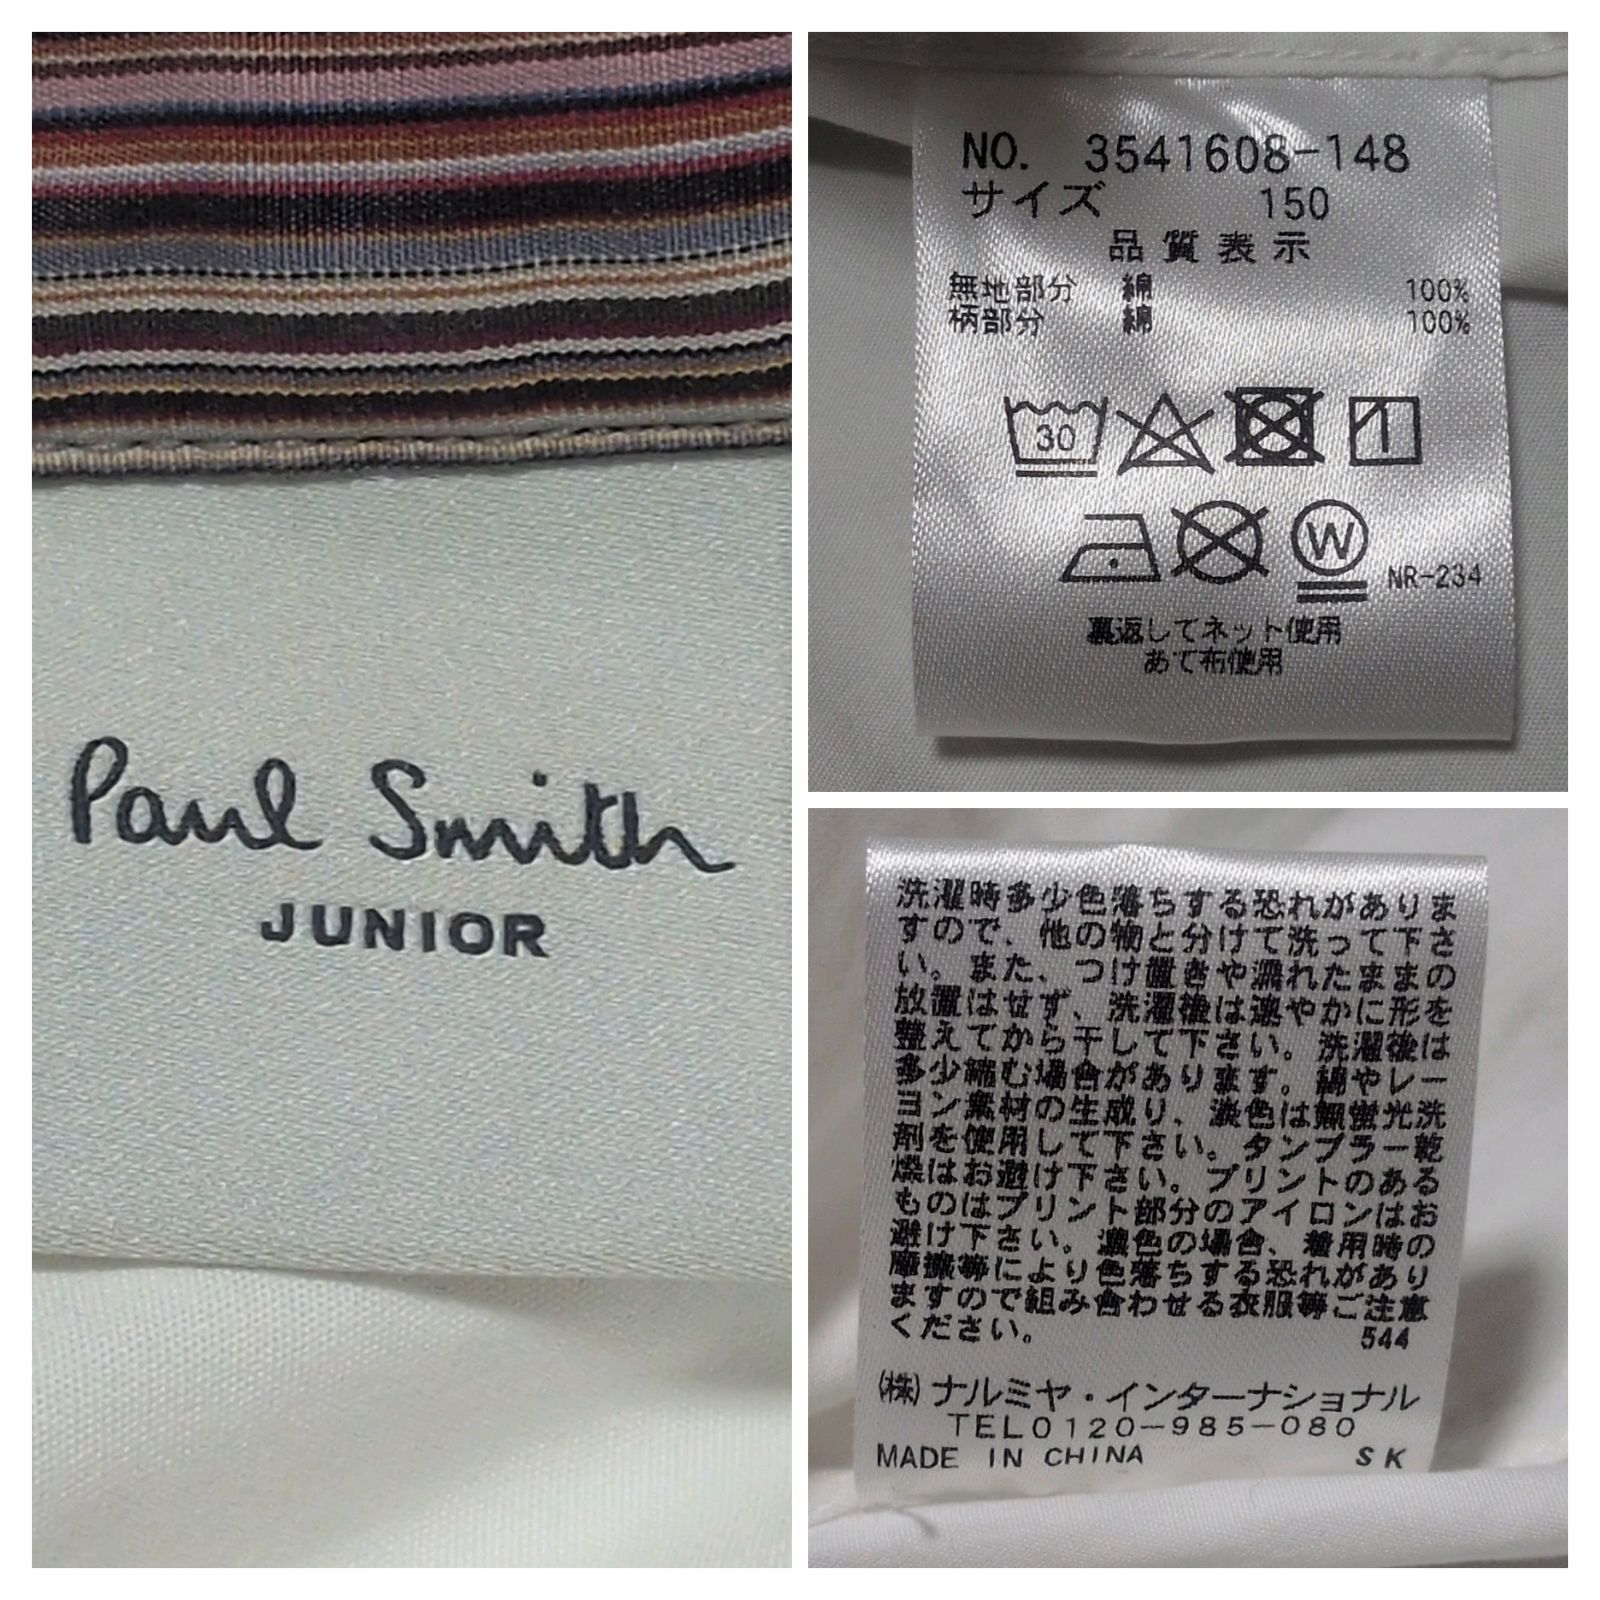 Paul Smith
JUNIOR
NO. 3541608-148
サイズ 150
品質表示
無地部分 綿 100%
柄部分 綿 100%
30
W
NR-234
裏返してネット使用
あて布使用
洗濯時多少色落ちする恐れがありま
すので、他の物と分けて洗って下さ
い。また、つけ置きや濡れたままの
放置はせず、洗濯後は速やかに形を
整えてから干して下さい。洗濯後は
多少縮む場合があります。綿やレー
ヨン素材の生成り、淡色は無蛍光洗
剤を使用して下さい。タンブラー乾
燥はお避け下さい。プリントのある
ものはプリント部分のアイロンはお
避け下さい。濃色の場合、着用時の
摩擦等により色落ちする恐れがあり
ますので組み合わせる衣服等ご注意
ください。 544
(株)ナルミヤ・インターナショナル
TEL0120-985-080
MADE IN CHINA SK